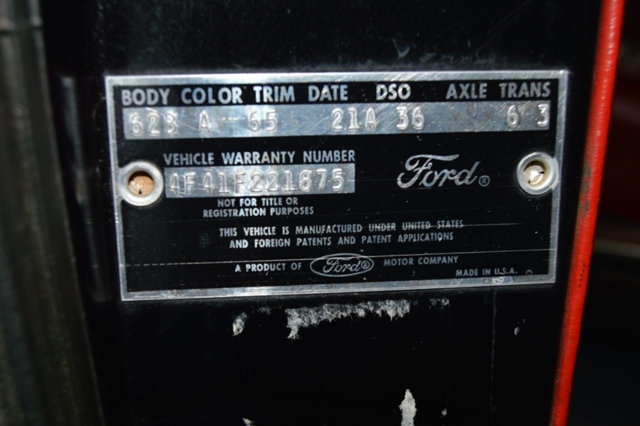 BODY COLOR TRIM DATE DSO AXLE TRANS
62B A 65 21A 36 6 3
VEHICLE WARRANTY NUMBER
4F41F221875
Ford®
NOT FOR TITLE OR
REGISTRATION PURPOSES
THIS VEHICLE IS MANUFACTURED UNDER UNITED STATES
AND FOREIGN PATENTS AND PATENT APPLICATIONS
A PRODUCT OF Ford® MOTOR COMPANY
MADE IN U.S.A.